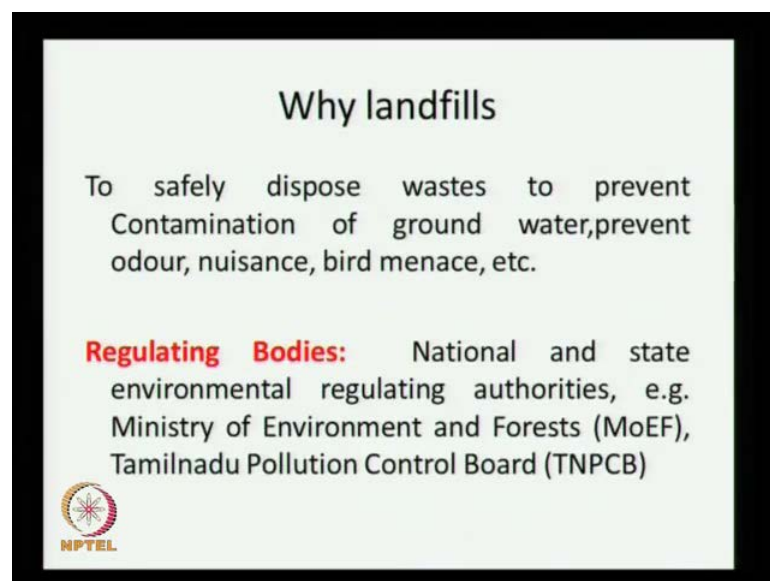 Why landfills
To safely dispose wastes to prevent
Contamination of ground water,prevent
odour, nuisance, bird menace, etc.
Regulating Bodies: National and state
environmental regulating authorities, e.g.
Ministry of Environment and Forests (MoEF),
Tamilnadu Pollution Control Board (TNPCB)
NPTEL